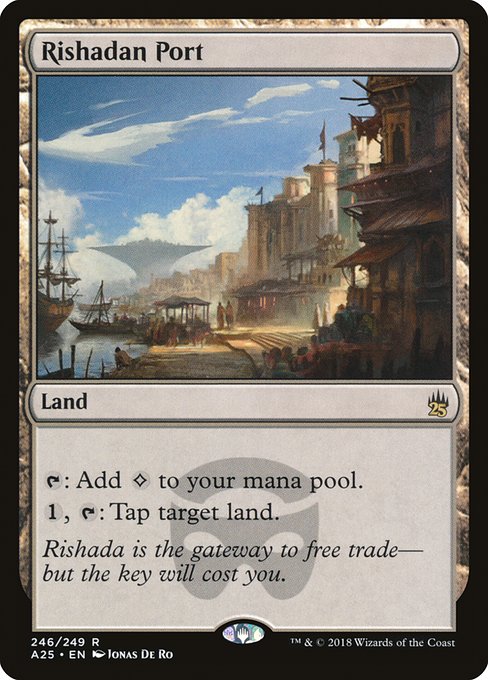 Rishadan Port
Land
25
: Add to your mana pool.
1, : Tap target land.
Rishada is the gateway to free trade—
but the key will cost you.
246/249 R
A25 • EN Jonas De Ro
™ & © 2018 Wizards of the Coast